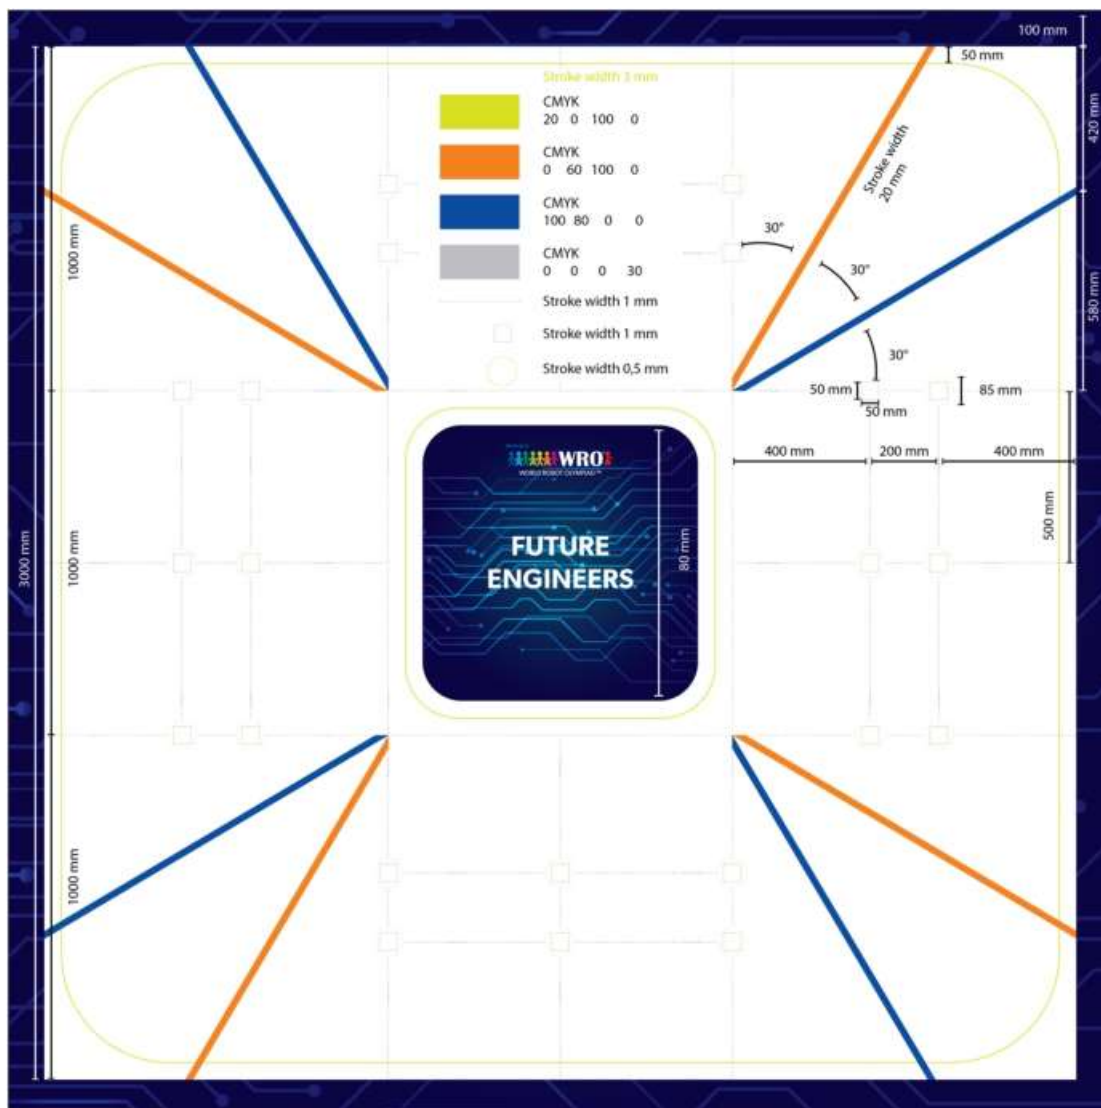 100 mm
50 mm
Stroke width 3 mm
CMYK
20 0 100 0
CMYK
0 60 100 0
CMYK
100 80 0 0
CMYK
0 0 0 30
Stroke width 1 mm
Stroke width 1 mm
Stroke width 0,5 mm
Stroke width
20 mm
420 mm
580 mm
30°
30°
30°
1000 mm
50 mm
50 mm
85 mm
400 mm
200 mm
400 mm
500 mm
WRO
WORLD ROBOT OLYMPIAD™
FUTURE
ENGINEERS
80 mm
3000 mm
1000 mm
1000 mm